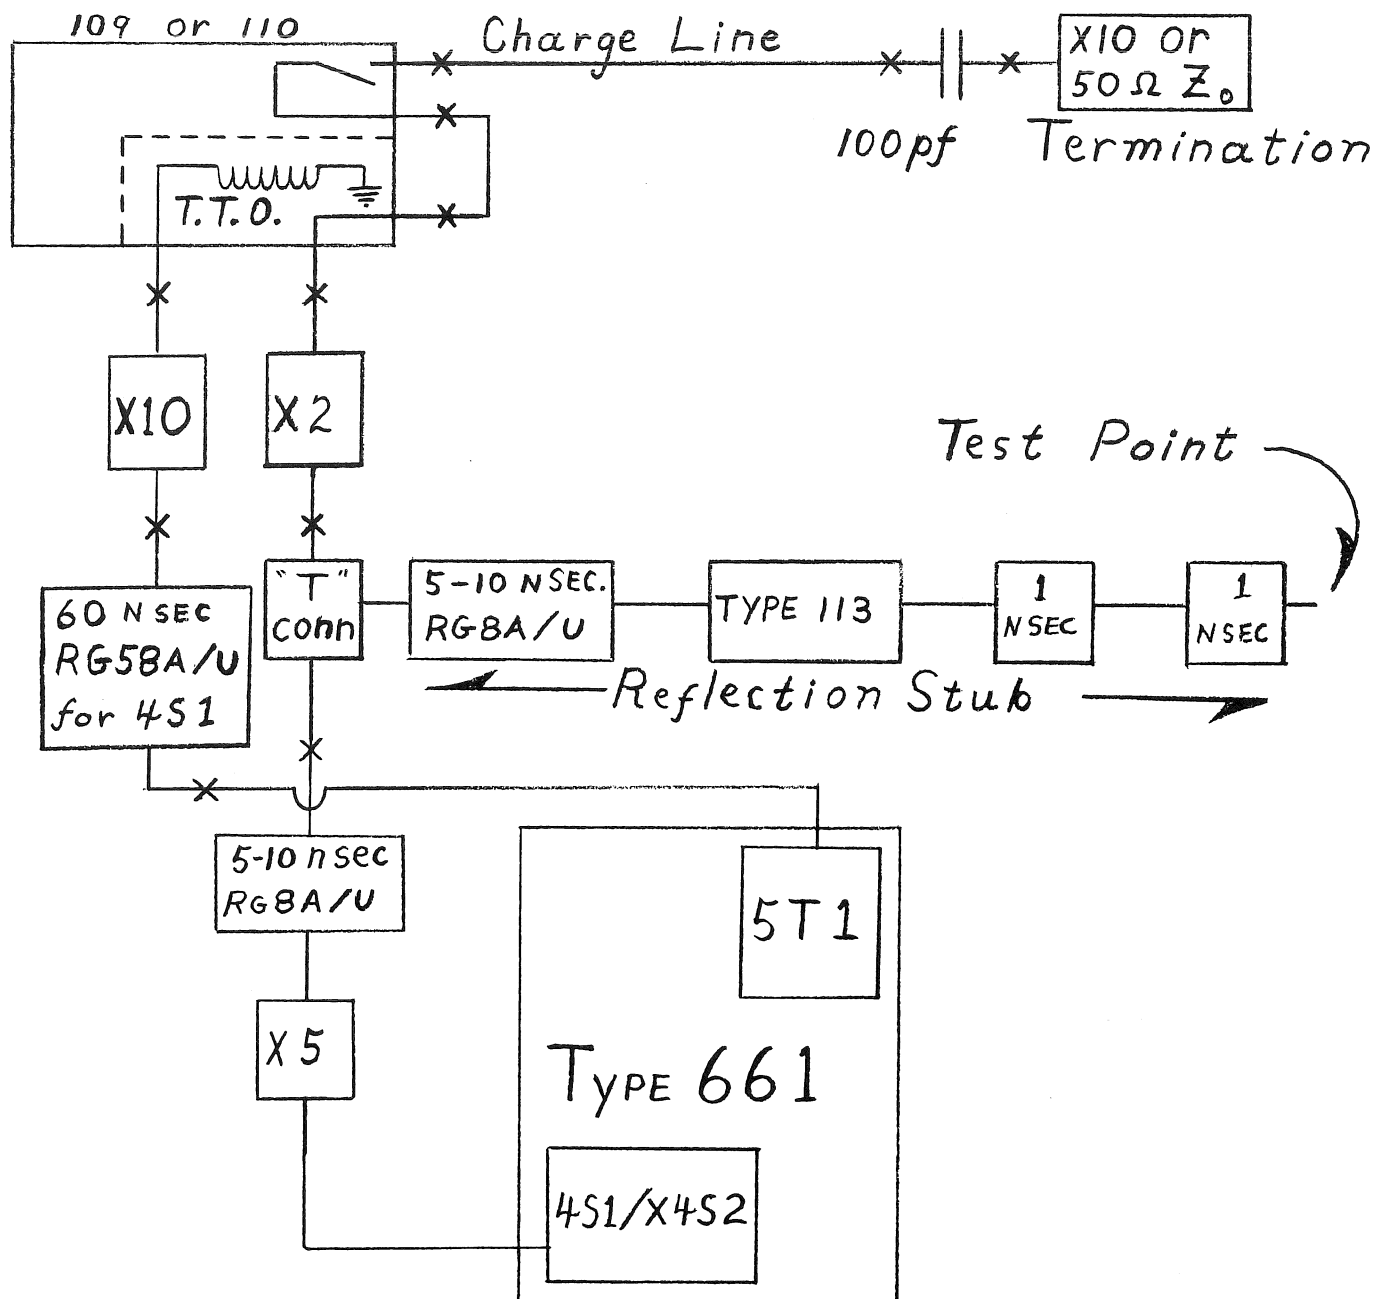 109 or 110
Charge Line
X10 or
50Ω Z₀
100pf
Termination
T.T.O.
X10
X2
Test Point
"T"
conn
5-10 NSEC.
RG8A/U
TYPE 113
1
NSEC
1
NSEC
60 NSEC
RG58A/U
for 4S1
Reflection Stub
5-10 nsec
RG8A/U
5T1
X5
TYPE 661
4S1/X4S2